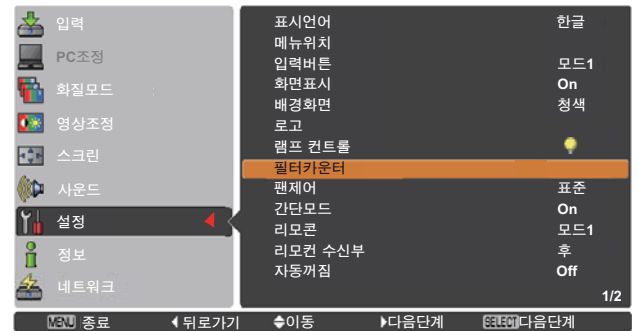 입력
PC조정
화질모드
영상조정
스크린
사운드
설정
정보
네트워크
표시언어 한글
메뉴위치
입력버튼 모드1
화면표시 On
배경화면 청색
로고
램프 컨트롤
필터카운터
팬제어 표준
간단모드 On
리모콘 모드1
리모컨 수신부 후
자동꺼짐 Off
1/2
MENU 종료 뒤로가기 이동 다음단계 SELECT 다음단계